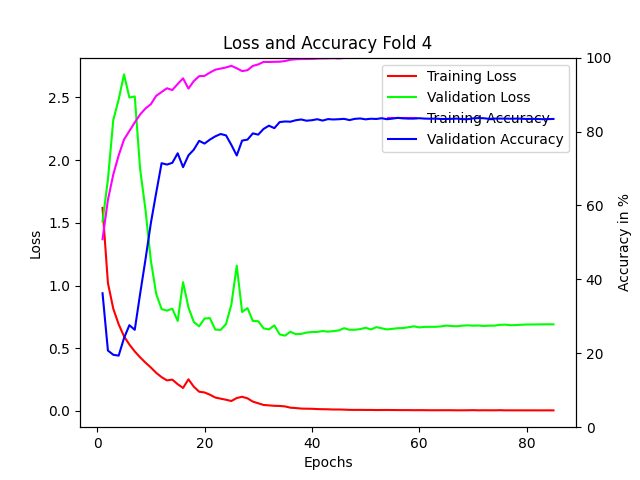 Loss and Accuracy Fold 4
Training Loss
Validation Loss
Training Accuracy
Validation Accuracy
Loss
2.5
2.0
1.5
1.0
0.5
0.0
100
80
60
40
20
0
Accuracy in %
0 20 40 60 80
Epochs